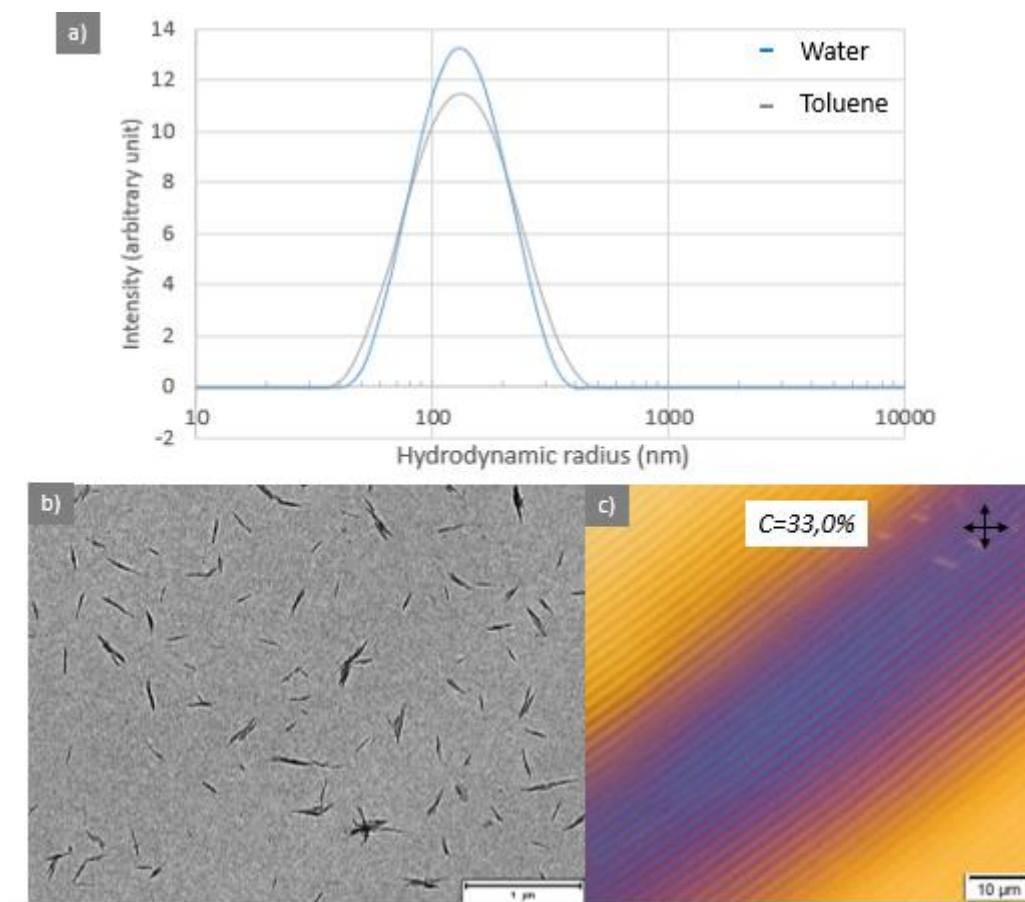 a)
14
12
10
8
6
4
2
0
-2
Intensity (arbitrary unit)
Water
Toluene
10
100
1000
10000
Hydrodynamic radius (nm)
b)
1 µm
c)
C=33,0%
10 µm